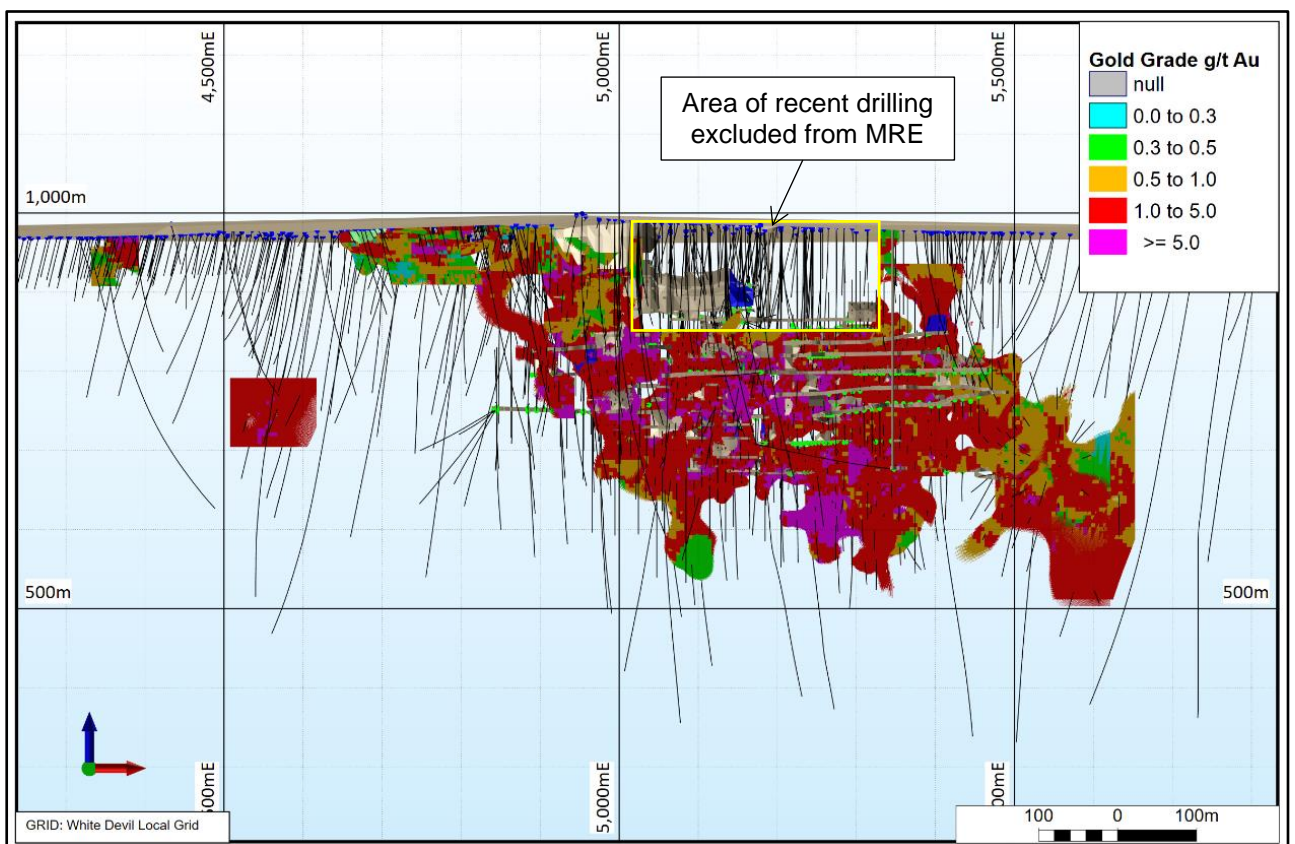 4,500mE
5,000mE
5,500mE
Gold Grade g/t Au
null
0.0 to 0.3
0.3 to 0.5
0.5 to 1.0
1.0 to 5.0
>= 5.0
Area of recent drilling
excluded from MRE
1,000m
500m
500m
5,000mE
GRID: White Devil Local Grid
100 0 100m